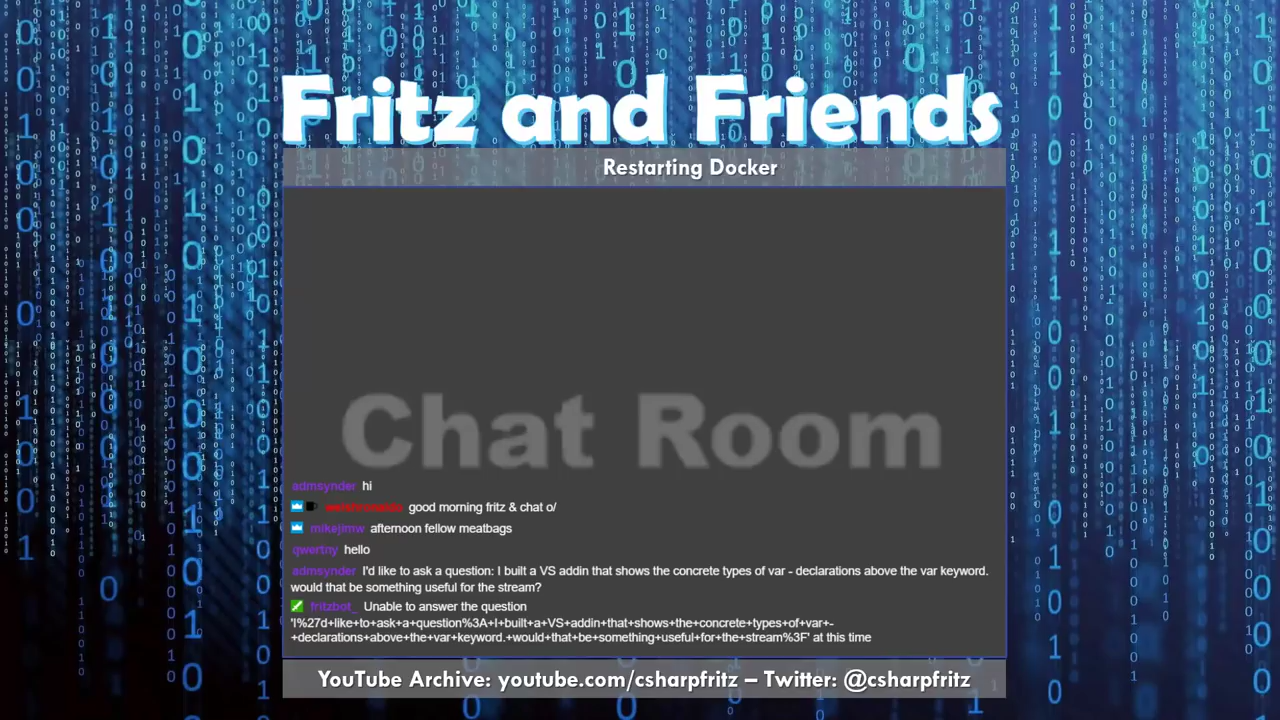 Fritz and Friends
Restarting Docker
Chat Room
admsynder hi
good morning fritz & chat o/
mikejimw afternoon fellow meatbags
qwertny hello
admsynder I'd like to ask a question: I built a VS addin that shows the concrete types of var - declarations above the var keyword.
would that be something useful for the stream?
fritzbot_ Unable to answer the question
'I%27d+like+to+ask+a+question%3A+I+built+a+VS+addin+that+shows+the+concrete+types+of+var+-
+declarations+above+the+var+keyword.+would+that+be+something+useful+for+the+stream%3F' at this time
YouTube Archive: youtube.com/csharpfritz – Twitter: @csharpfritz